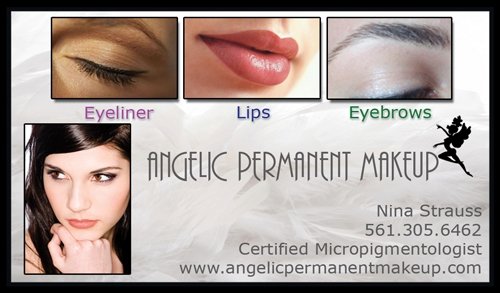 Eyeliner Lips Eyebrows
ANGELIC PERMANENT MAKEUP
Nina Strauss
561.305.6462
Certified Micropigmentologist
www.angelicpermanentmakeup.com